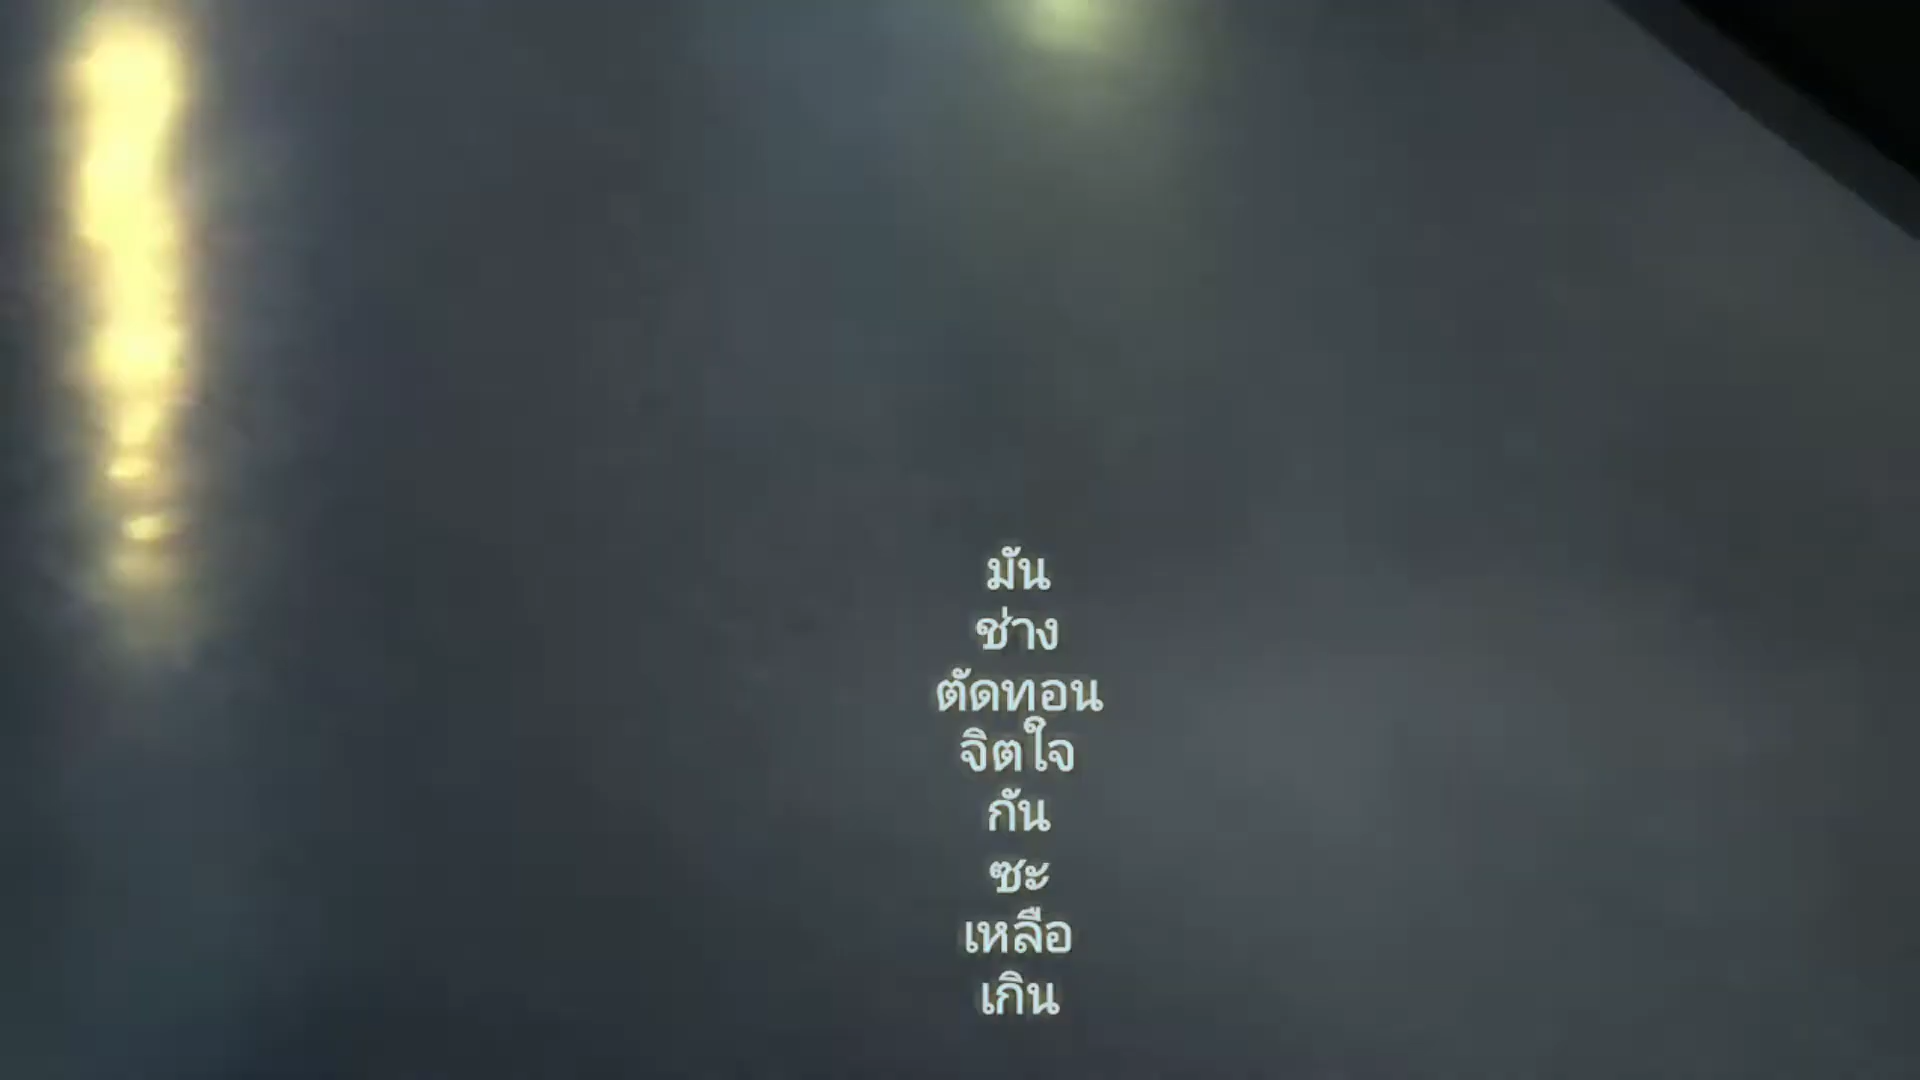 มัน
ช่าง
ตัดทอน
จิตใจ
กัน
ซะ
เหลือ
เกิน